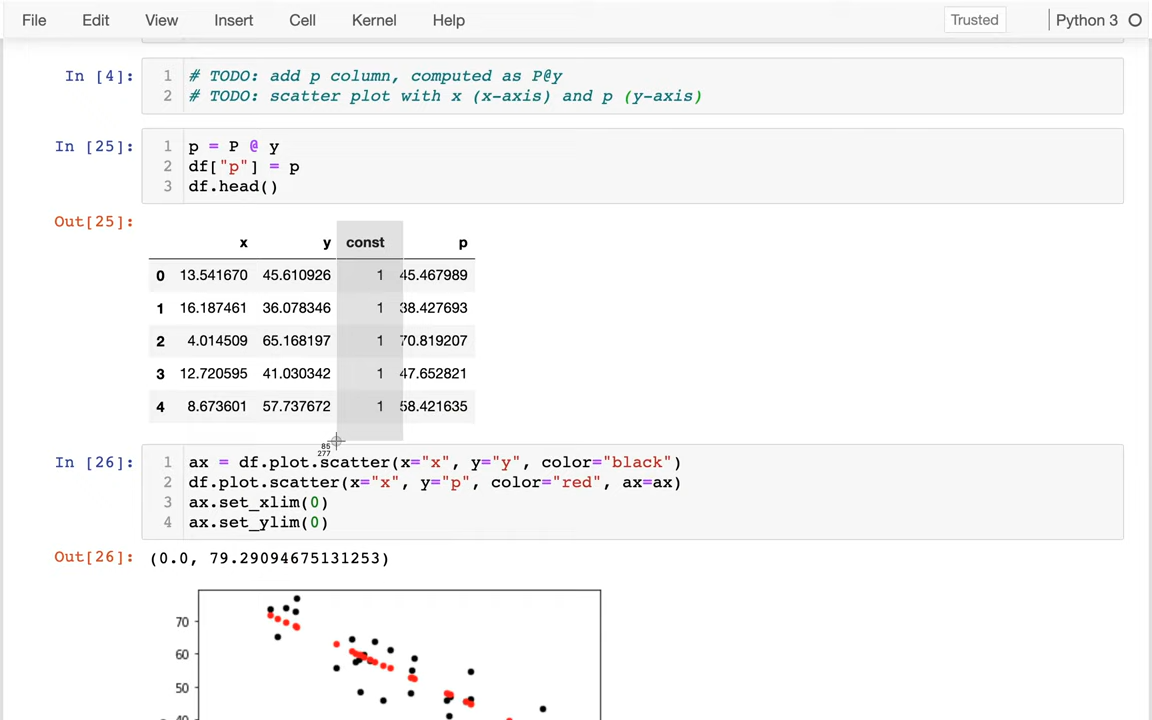 File Edit View Insert Cell Kernel Help Trusted Python 3
In [4]:
1 # TODO: add p column, computed as P@y
2 # TODO: scatter plot with x (x-axis) and p (y-axis)
In [25]:
1 p = P @ y
2 df["p"] = p
3 df.head()
Out[25]:
x y const p
0 13.541670 45.610926 1 45.467989
1 16.187461 36.078346 1 38.427693
2 4.014509 65.168197 1 70.819207
3 12.720595 41.030342 1 47.652821
4 8.673601 57.737672 1 58.421635
85
277
In [26]:
1 ax = df.plot.scatter(x="x", y="y", color="black")
2 df.plot.scatter(x="x", y="p", color="red", ax=ax)
3 ax.set_xlim(0)
4 ax.set_ylim(0)
Out[26]: (0.0, 79.29094675131253)
70
60
50
40